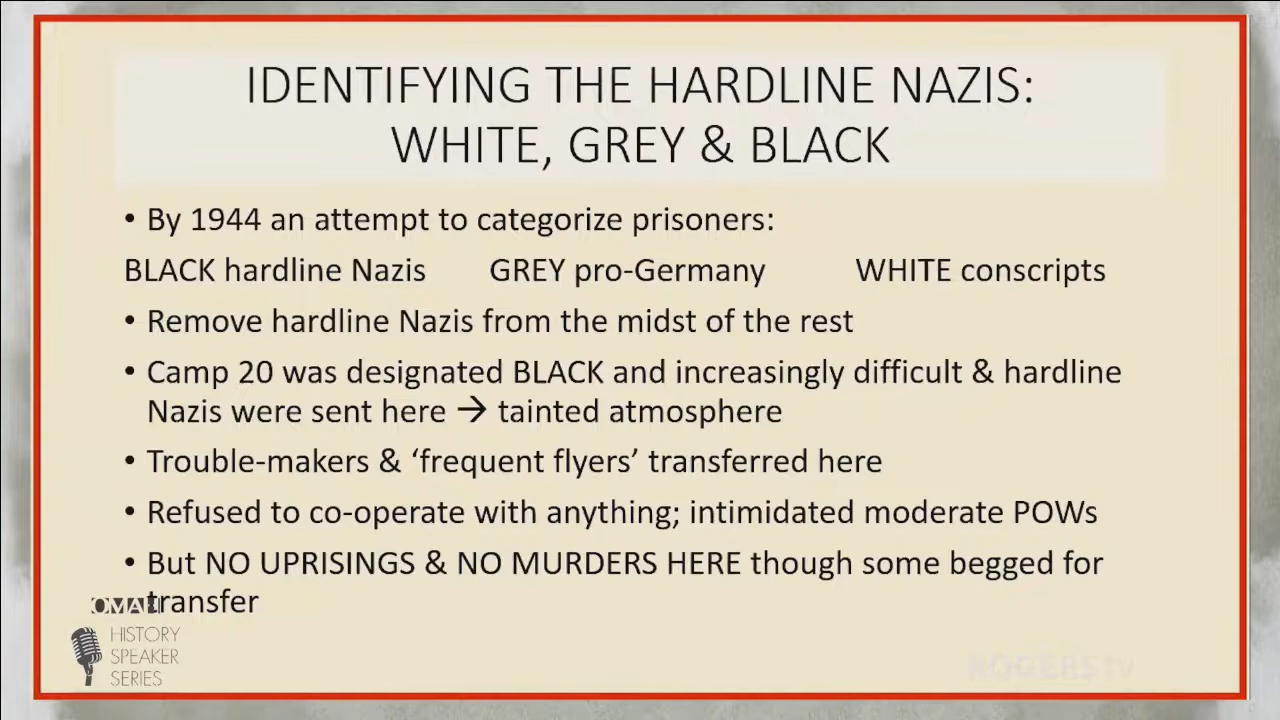 IDENTIFYING THE HARDLINE NAZIS:
WHITE, GREY & BLACK
• By 1944 an attempt to categorize prisoners:
BLACK hardline Nazis GREY pro-Germany WHITE conscripts
• Remove hardline Nazis from the midst of the rest
• Camp 20 was designated BLACK and increasingly difficult & hardline
Nazis were sent here → tainted atmosphere
• Trouble-makers & ‘frequent flyers’ transferred here
• Refused to co-operate with anything; intimidated moderate POWs
• But NO UPRISINGS & NO MURDERS HERE though some begged for
transfer
HISTORY
SPEAKER
SERIES
ROGERS tv